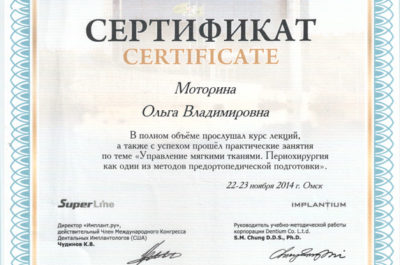 СЕРТИФИКАТ
CERTIFICATE
Моторина
Ольга Владимировна
В полном объёме прослушал курс лекций,
а также с успехом прошёл практические занятия
по теме «Управление мягкими тканями. Периохирургия
как один из методов предортопедической подготовки».
22-23 ноября 2014 г. Омск
SuperLine
IMPLANTIUM
Директор «Имплант.ру»,
действительный Член Международного Конгресса
Дентальных Имплантологов (США)
Чудинов К.В.
Руководитель учебно-методической работы
корпорации Dentium Co. L.t.d.
S.M. Chung D.D.S., Ph.D.